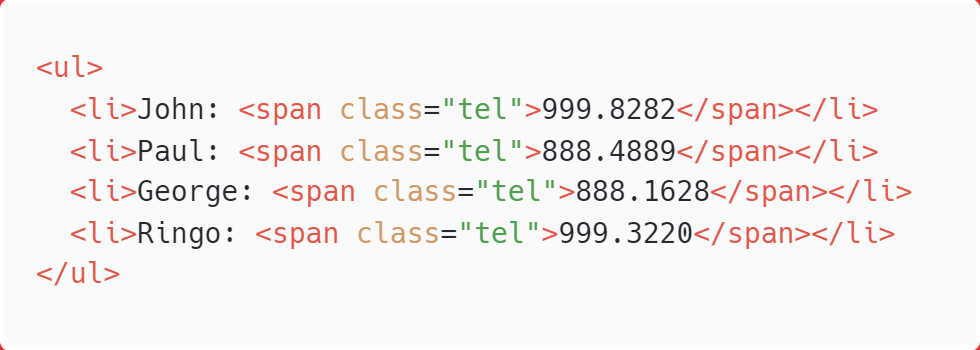 <ul>
  <li>John: <span class="tel">999.8282</span></li>
  <li>Paul: <span class="tel">888.4889</span></li>
  <li>George: <span class="tel">888.1628</span></li>
  <li>Ringo: <span class="tel">999.3220</span></li>
</ul>